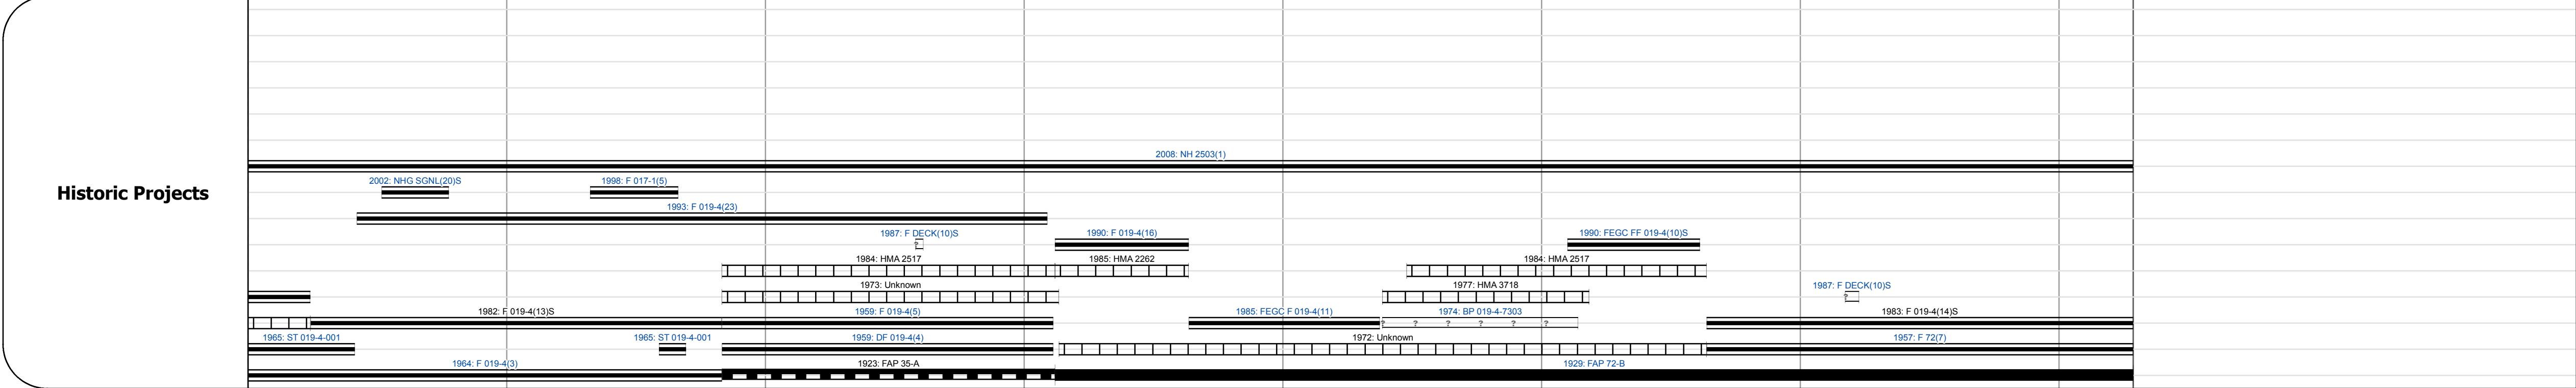 2008: NH 2503(1)
2002: NHG SGNL(20)S
1998: F 017-1(5)
Historic Projects
1993: F 019-4(23)
1987: F DECK(10)S
1990: F 019-4(16)
1990: FEGC FF 019-4(10)S
?
1984: HMA 2517
1985: HMA 2262
1984: HMA 2517
1973: Unknown
1977: HMA 3718
1987: F DECK(10)S
?
1982: F 019-4(13)S
1959: F 019-4(5)
1985: FEGC F 019-4(11)
1974: BP 019-4-7303
1983: F 019-4(14)S
? ? ? ? ? ?
1965: ST 019-4-001
1965: ST 019-4-001
1959: DF 019-4(4)
1972: Unknown
1957: F 72(7)
1964: F 019-4(3)
1923: FAP 35-A
1929: FAP 72-B